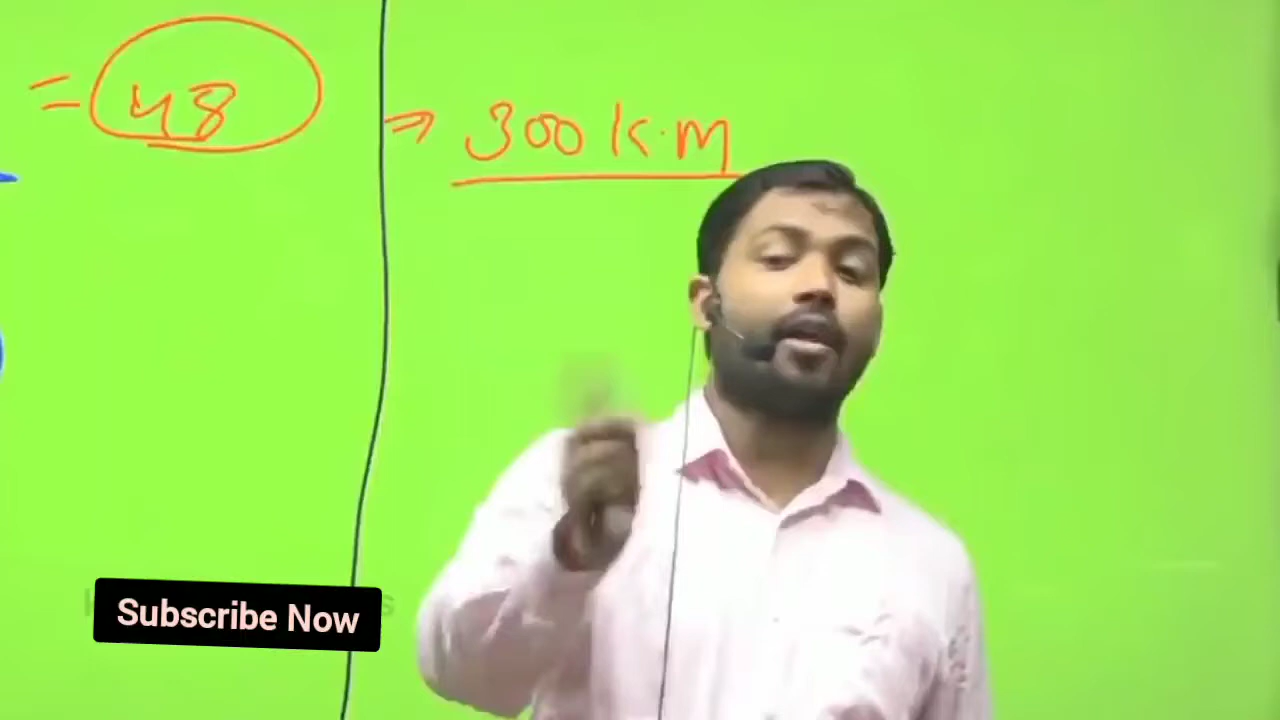 = 48
⇒ 300 k.m
Subscribe Now